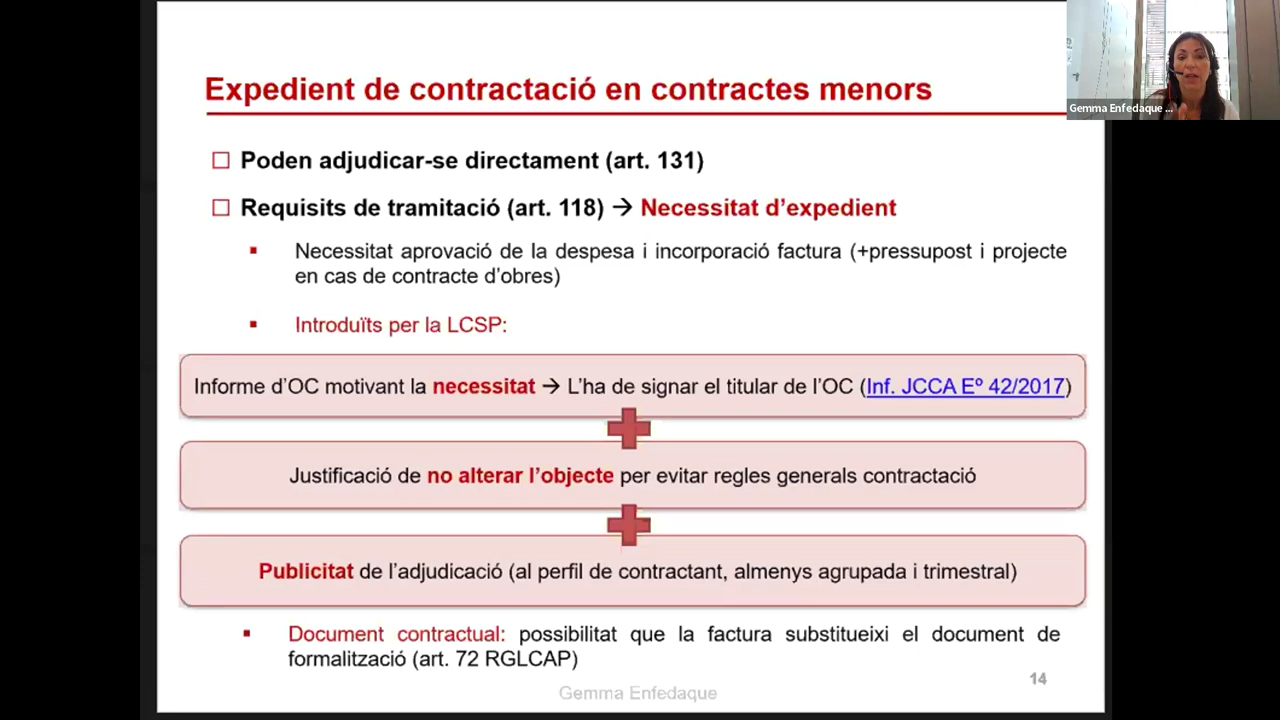 Expedient de contractació en contractes menors
Gemma Enfedaque ...
Poden adjudicar-se directament (art. 131)
Requisits de tramitació (art. 118) → Necessitat d’expedient
Necessitat aprovació de la despesa i incorporació factura (+pressupost i projecte
en cas de contracte d’obres)
Introduïts per la LCSP:
Informe d’OC motivant la necessitat → L’ha de signar el titular de l’OC (Inf. JCCA Eº 42/2017)
Justificació de no alterar l’objecte per evitar regles generals contractació
Publicitat de l’adjudicació (al perfil de contractant, almenys agrupada i trimestral)
Document contractual: possibilitat que la factura substitueixi el document de
formalització (art. 72 RGLCAP)
14
Gemma Enfedaque